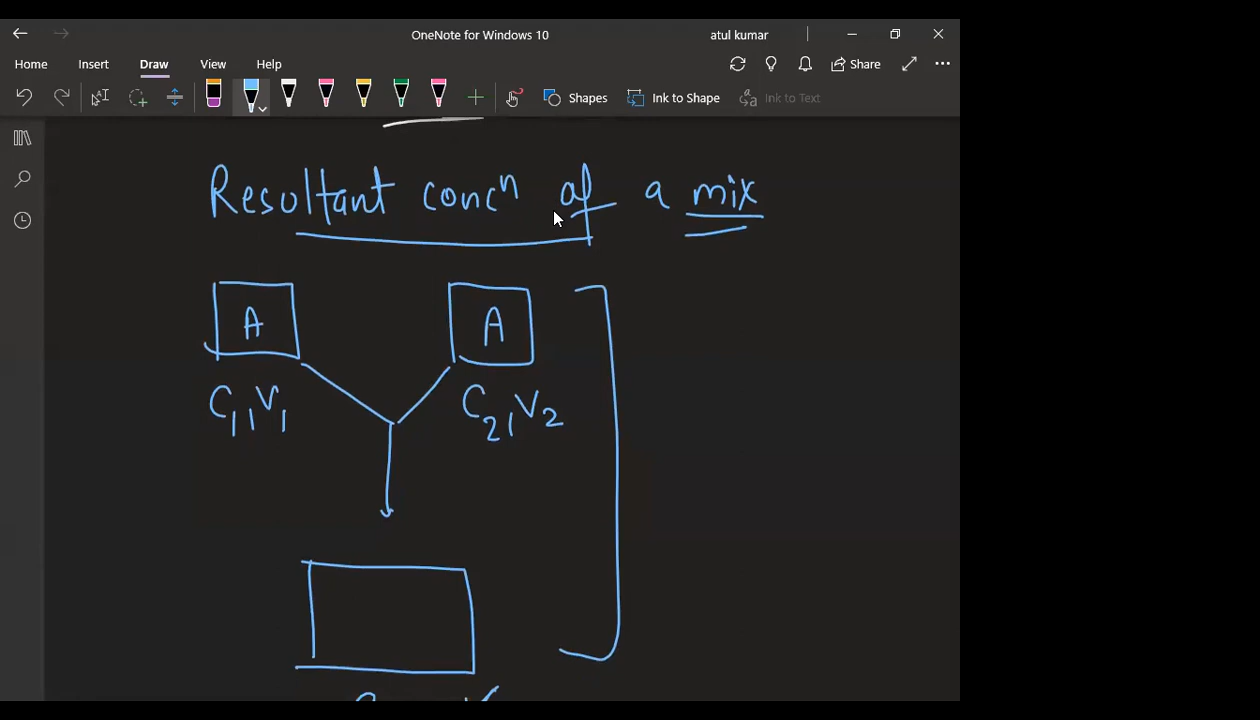 OneNote for Windows 10
atul kumar
Home Insert Draw View Help
Share
Shapes Ink to Shape Ink to Text
Resultant concⁿ of a mix
A A
C₁, V₁ C₂, V₂